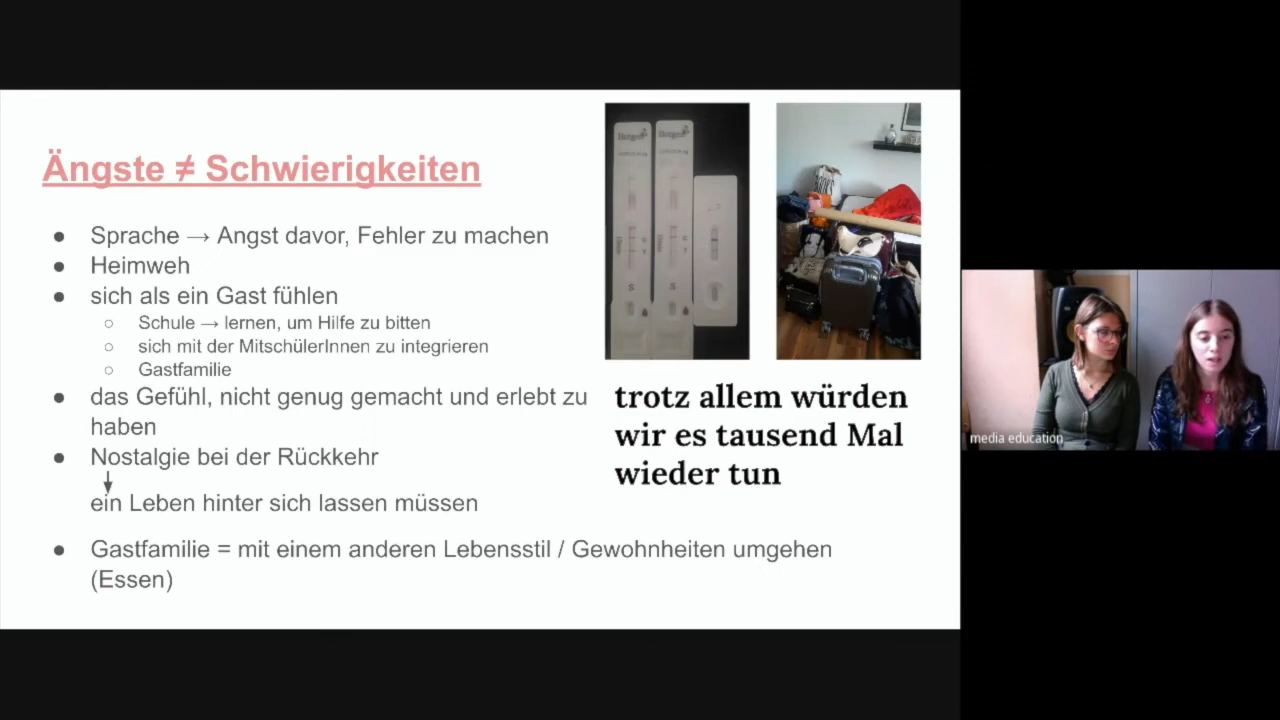 Ängste ≠ Schwierigkeiten
● Sprache → Angst davor, Fehler zu machen
● Heimweh
● sich als ein Gast fühlen
○ Schule → lernen, um Hilfe zu bitten
○ sich mit der MitschülerInnen zu integrieren
○ Gastfamilie
● das Gefühl, nicht genug gemacht und erlebt zu
haben
● Nostalgie bei der Rückkehr
↓
ein Leben hinter sich lassen müssen
● Gastfamilie = mit einem anderen Lebensstil / Gewohnheiten umgehen
(Essen)
trotz allem würden
wir es tausend Mal
wieder tun
media education